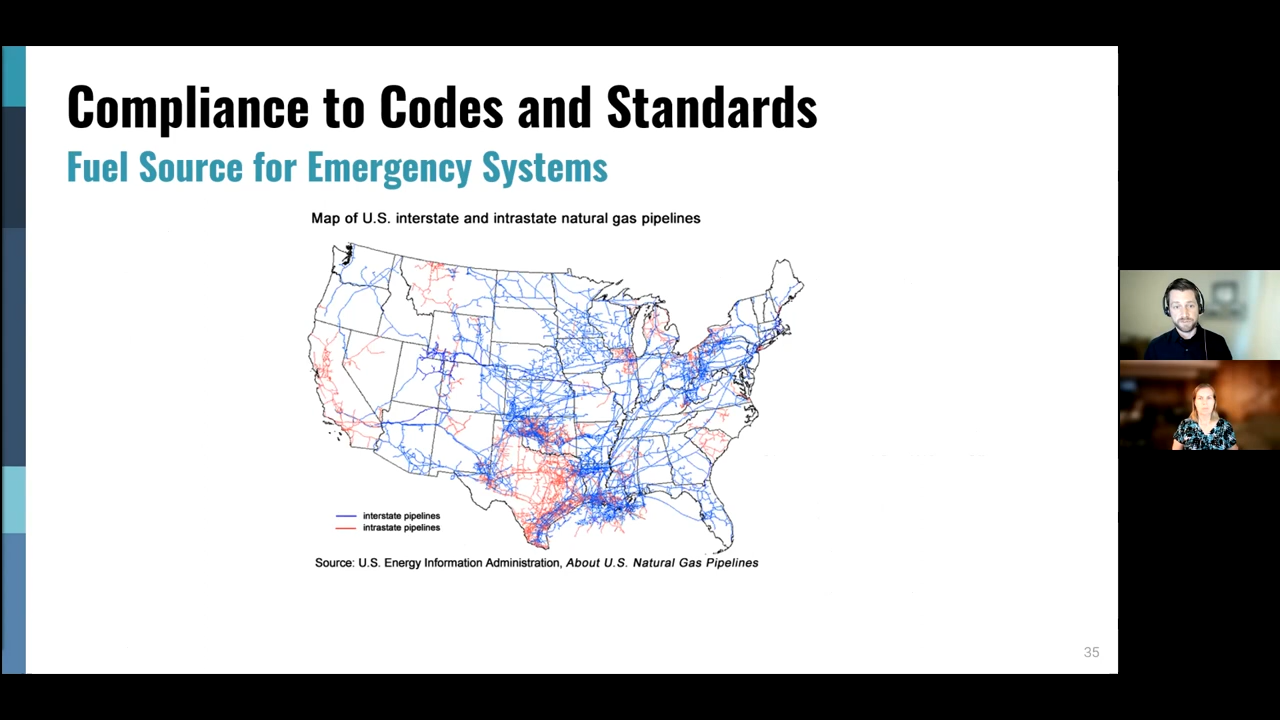 Compliance to Codes and Standards
Fuel Source for Emergency Systems
Map of U.S. interstate and intrastate natural gas pipelines
interstate pipelines
intrastate pipelines
Source: U.S. Energy Information Administration, About U.S. Natural Gas Pipelines
35